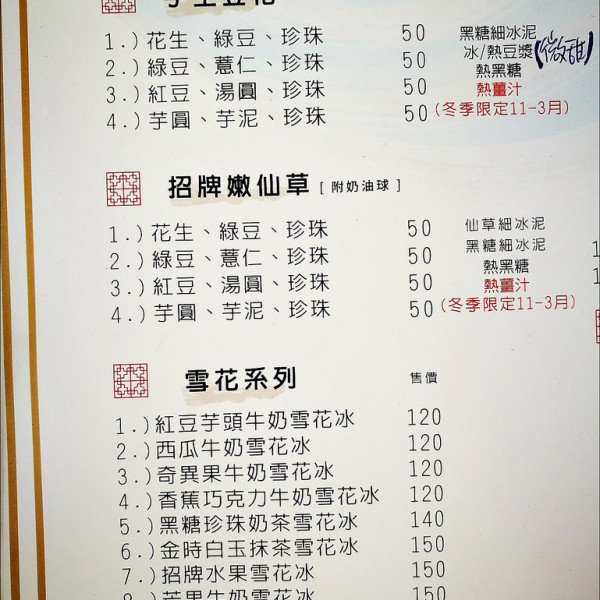 1.)花生、綠豆、珍珠 50 黑糖細冰泥
2.)綠豆、薏仁、珍珠 50 冰/熱豆漿(微甜)
3.)紅豆、湯圓、珍珠 50 熱黑糖
熱薑汁
4.)芋圓、芋泥、珍珠 50 (冬季限定11-3月)
招牌嫩仙草 [附奶油球]
1.)花生、綠豆、珍珠 50 仙草細冰泥
2.)綠豆、薏仁、珍珠 50 黑糖細冰泥
熱黑糖
3.)紅豆、湯圓、珍珠 50 熱薑汁
4.)芋圓、芋泥、珍珠 50 (冬季限定11-3月)
雪花系列 售價
1.)紅豆芋頭牛奶雪花冰 120
2.)西瓜牛奶雪花冰 120
3.)奇異果牛奶雪花冰 120
4.)香蕉巧克力牛奶雪花冰 120
5.)黑糖珍珠奶茶雪花冰 140
6.)金時白玉抹茶雪花冰 150
7.)招牌水果雪花冰 150
8.)芒果牛奶雪花冰 150